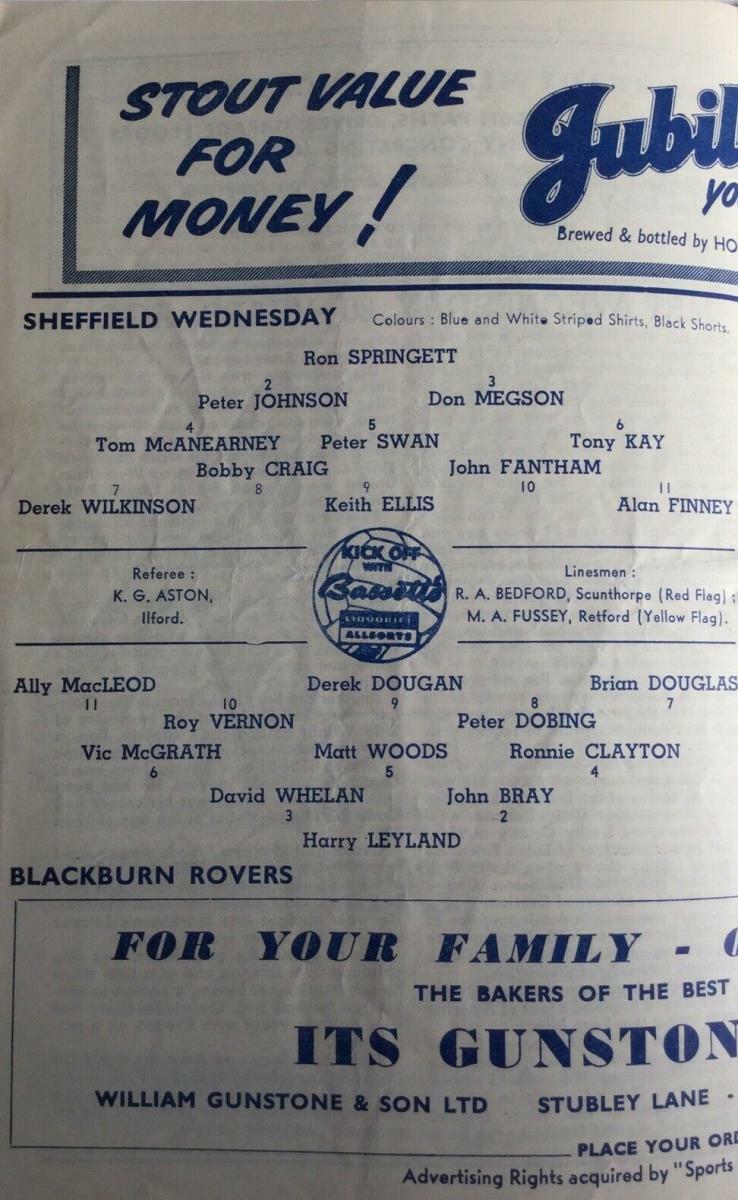 STOUT VALUE
FOR
MONEY!
Jubil
yo
Brewed & bottled by HO
SHEFFIELD WEDNESDAY Colours : Blue and White Striped Shirts, Black Shorts.
Ron SPRINGETT
2 3
Peter JOHNSON Don MEGSON
4 5 6
Tom McANEARNEY Peter SWAN Tony KAY
Bobby CRAIG John FANTHAM
7 8 9 10 11
Derek WILKINSON Keith ELLIS Alan FINNEY
Referee :
K. G. ASTON,
Ilford.
KICK OFF
WITH
Bassett's
LIQUORICE
ALLSORTS
Linesmen :
R. A. BEDFORD, Scunthorpe (Red Flag) ;
M. A. FUSSEY, Retford (Yellow Flag).
Ally MacLEOD Derek DOUGAN Brian DOUGLAS
11 10 9 8 7
Roy VERNON Peter DOBING
Vic McGRATH Matt WOODS Ronnie CLAYTON
6 5 4
David WHELAN John BRAY
3 2
Harry LEYLAND
BLACKBURN ROVERS
FOR YOUR FAMILY -
THE BAKERS OF THE BEST
ITS GUNSTON
WILLIAM GUNSTONE & SON LTD STUBLEY LANE -
PLACE YOUR ORD
Advertising Rights acquired by "Sports